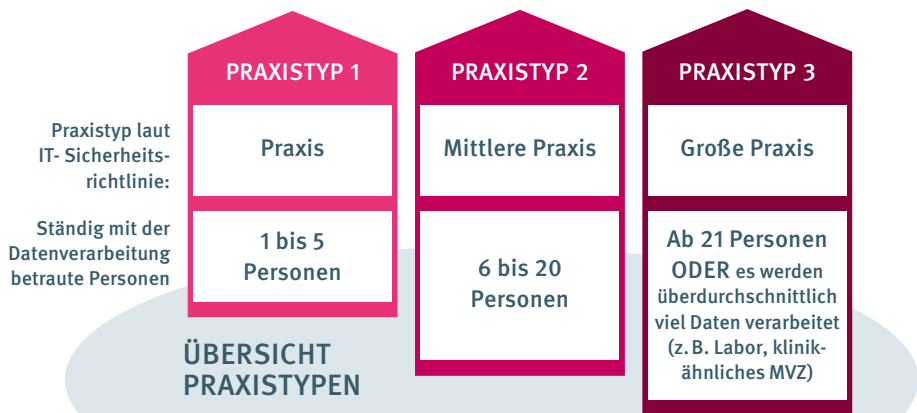 PRAXISTYP 1
PRAXISTYP 2
PRAXISTYP 3
Praxistyp laut
IT- Sicherheits-
richtlinie:
Praxis
Mittlere Praxis
Große Praxis
Ständig mit der
Datenverarbeitung
betraute Personen
1 bis 5
Personen
6 bis 20
Personen
Ab 21 Personen
ODER es werden
überdurchschnittlich
viel Daten verarbeitet
(z. B. Labor, klinik-
ähnliches MVZ)
ÜBERSICHT
PRAXISTYPEN